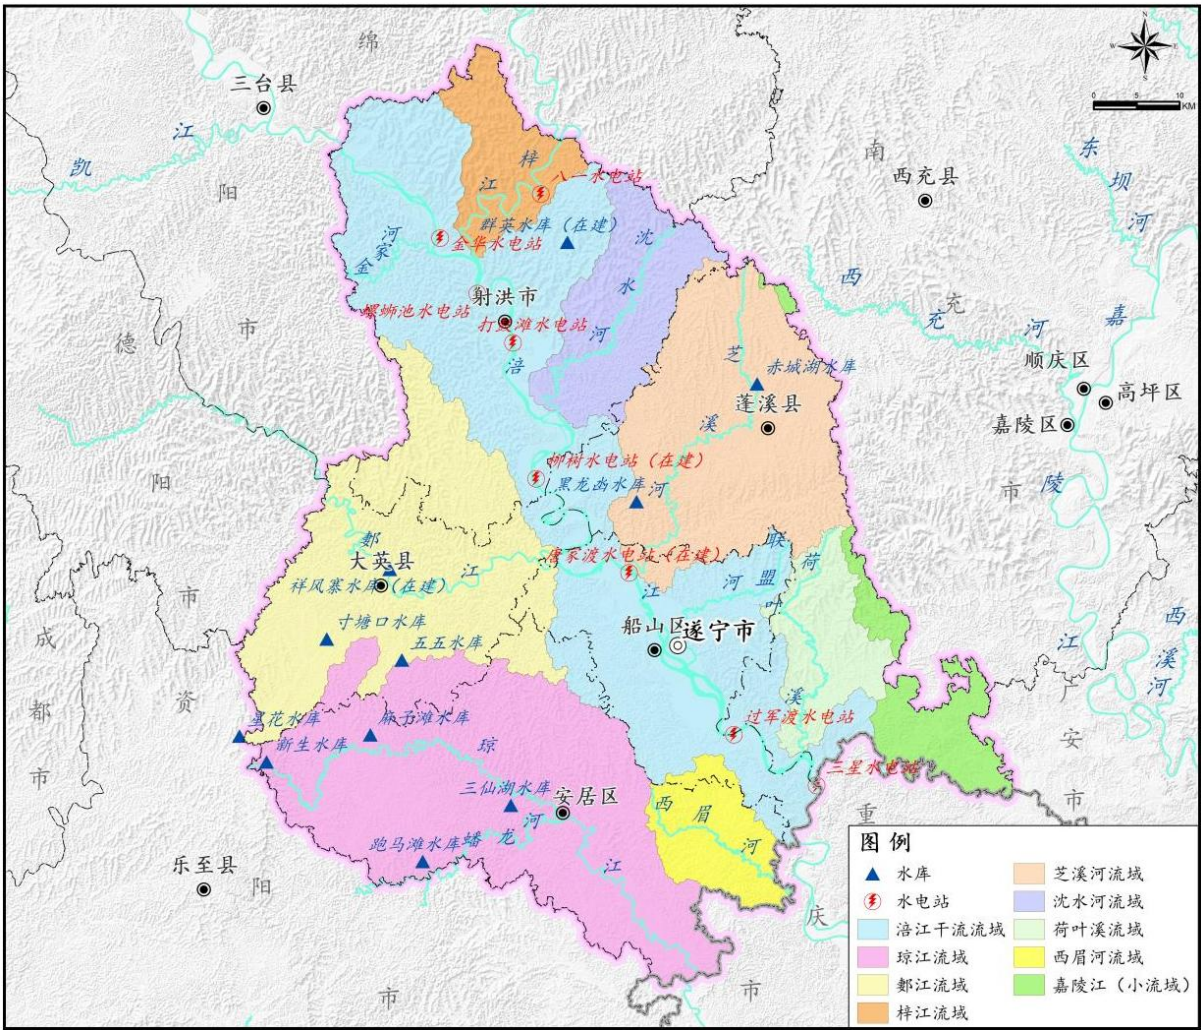 绵
三台县
N
W
E
S
0 5 10
KM
凯 江
阳
南
西充县
东坝河
梓江
八一水电站
群英水库（在建）
沈水河
金家河
金华水电站
西充河
充
嘉陵江
射洪市
螺蛳池水电站
打鼓滩水电站
涪
德
市
顺庆区
高坪区
嘉陵区
芝溪河
赤城湖水库
蓬溪县
柳树水电站（在建）
黑龙凼水库
阳
市
郪江
大英县
祥凤寨水库（在建）
唐家渡水电站（在建）
江
联盟河
荷叶溪
市
寸塘口水库
五五水库
船山区
遂宁市
西溪河
成都市
资
广安市
麻子滩水库
新生水库
琼江
过军渡水电站
三星水电站
三仙湖水库
安居区
西眉河
重
跑马滩水库
蟠龙河
乐至县
阳
庆
市
市
图 例
水库
水电站
涪江干流流域
琼江流域
郪江流域
梓江流域
芝溪河流域
沈水河流域
荷叶溪流域
西眉河流域
嘉陵江（小流域）